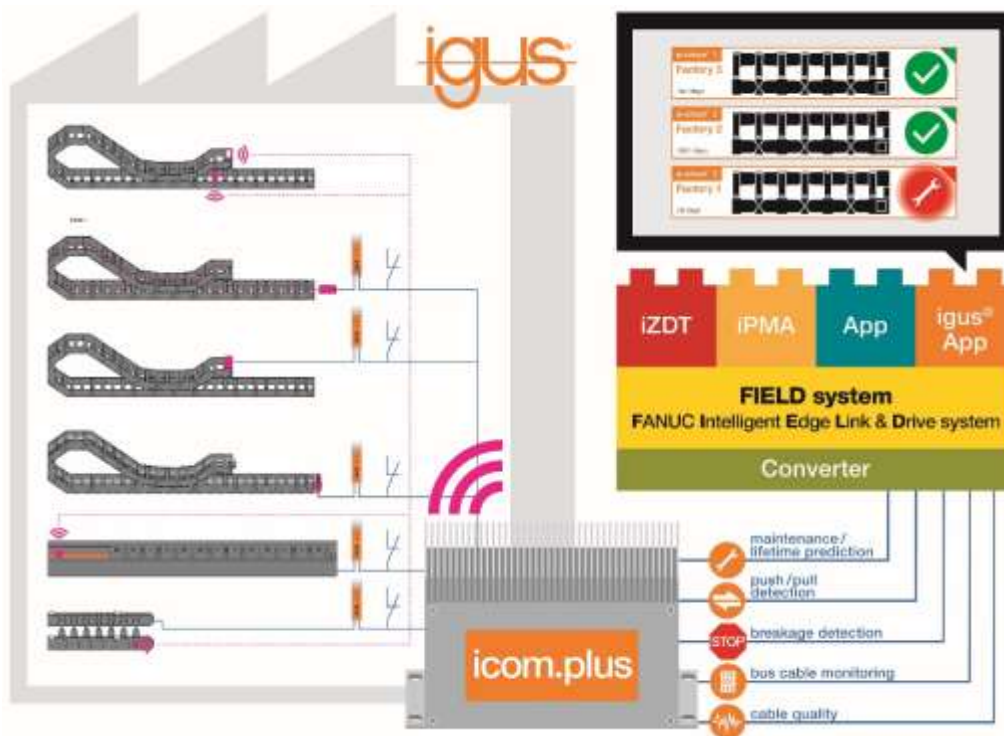 igus®
Factory 3
Factory 2
Factory 1
iZDT
iPMA
App
igus®
App
FIELD system
FANUC Intelligent Edge Link & Drive system
Converter
maintenance/
lifetime prediction
push/pull
detection
STOP
breakage detection
bus cable monitoring
cable quality
icom.plus